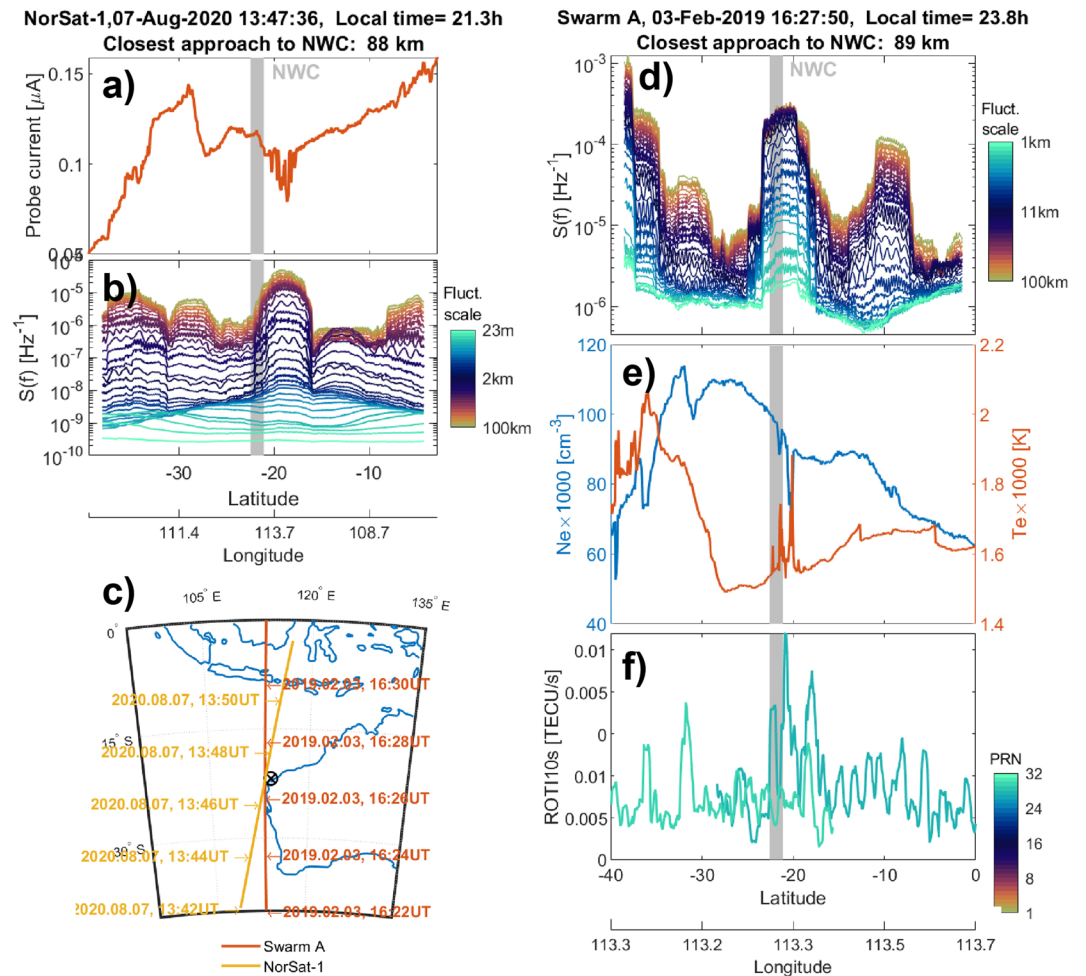 NorSat-1,07-Aug-2020 13:47:36,  Local time= 21.3h
Closest approach to NWC:  88 km
a)
NWC
Probe current [μA]
0.15
0.1
0.05
b)
S(f) [Hz⁻¹]
10⁻⁵
10⁻⁶
10⁻⁷
10⁻⁸
10⁻⁹
10⁻¹⁰
Fluct.
scale
23m
2km
100km
-30 -20 -10
Latitude
111.4 113.7 108.7
Longitude
c)
105° E 120° E 135° E
0°
15° S
30° S
2020.08.07, 13:50UT
2020.08.07, 13:48UT
2020.08.07, 13:46UT
2020.08.07, 13:44UT
2020.08.07, 13:42UT
2019.02.03, 16:30UT
2019.02.03, 16:28UT
2019.02.03, 16:26UT
2019.02.03, 16:24UT
2019.02.03, 16:22UT
Swarm A
NorSat-1
Swarm A, 03-Feb-2019 16:27:50,  Local time= 23.8h
Closest approach to NWC:  89 km
d)
NWC
S(f) [Hz⁻¹]
10⁻³
10⁻⁴
10⁻⁵
10⁻⁶
Fluct.
scale
1km
11km
100km
e)
Ne×1000 [cm⁻³]
120
100
80
60
40
Te×1000 [K]
2.2
2
1.8
1.6
1.4
f)
ROTI10s [TECU/s]
0.01
0.005
0
0.01
0.005
0
PRN
32
24
16
8
1
-40 -30 -20 -10 0
Latitude
113.3 113.2 113.3 113.5 113.7
Longitude